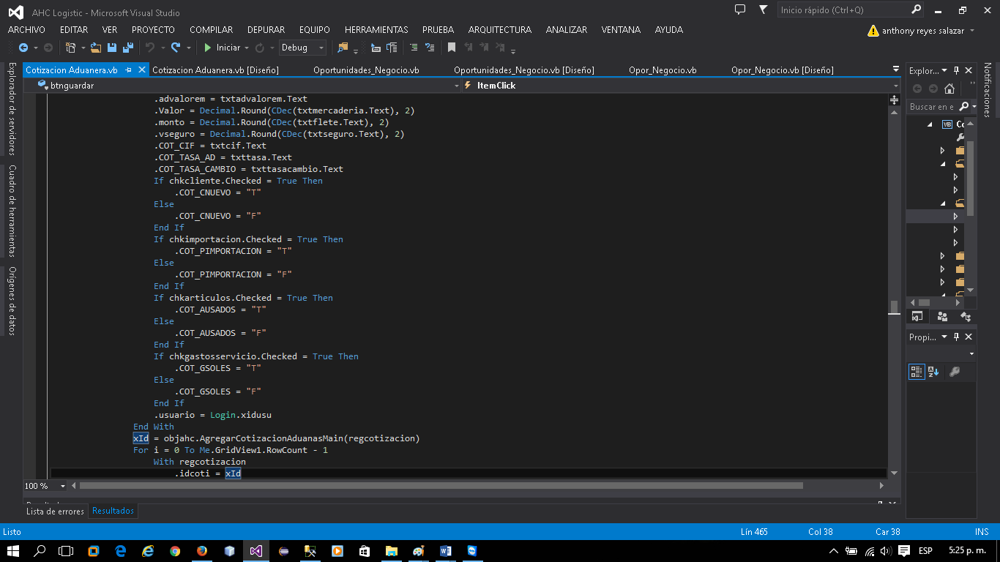 AHC Logistic - Microsoft Visual Studio
Inicio rápido (Ctrl+Q)
ARCHIVO EDITAR VER PROYECTO COMPILAR DEPURAR EQUIPO HERRAMIENTAS PRUEBA ARQUITECTURA ANALIZAR VENTANA AYUDA
anthony reyes salazar
Iniciar Debug
Cotizacion Aduanera.vb Cotizacion Aduanera.vb [Diseño] Oportunidades_Negocio.vb Oportunidades_Negocio.vb [Diseño] Opor_Negocio.vb Opor_Negocio.vb [Diseño]
btnguardar ItemClick
.advalorem = txtadvalorem.Text
.Valor = Decimal.Round(CDec(txtmercaderia.Text), 2)
.monto = Decimal.Round(CDec(txtflete.Text), 2)
.vseguro = Decimal.Round(CDec(txtseguro.Text), 2)
.COT_CIF = txtcif.Text
.COT_TASA_AD = txttasa.Text
.COT_TASA_CAMBIO = txttasacambio.Text
If chkcliente.Checked = True Then
.COT_CNUEVO = "T"
Else
.COT_CNUEVO = "F"
End If
If chkimportacion.Checked = True Then
.COT_PIMPORTACION = "T"
Else
.COT_PIMPORTACION = "F"
End If
If chkarticulos.Checked = True Then
.COT_AUSADOS = "T"
Else
.COT_AUSADOS = "F"
End If
If chkgastosservicio.Checked = True Then
.COT_GSOLES = "T"
Else
.COT_GSOLES = "F"
End If
.usuario = Login.xidusu
End With
xId = objahc.AgregarCotizacionAduanasMain(regcotizacion)
For i = 0 To Me.GridView1.RowCount - 1
With regcotizacion
.idcoti = xId
100 %
Explorador de servidores
Cuadro de herramientas
Orígenes de datos
Explor...
Buscar en e
VB Co
Propi...
Notificaciones
Lista de errores Resultados
Listo Lín 465 Col 38 Car 38 INS
ESP 5:25 p. m.